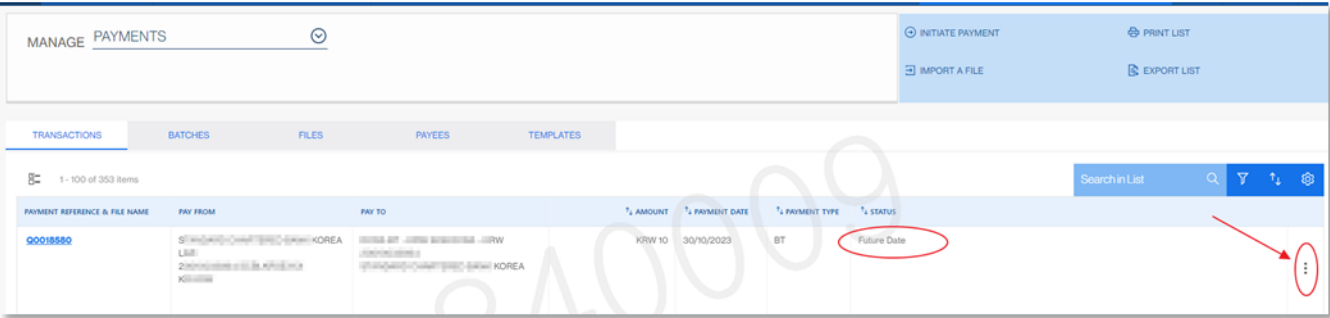 MANAGE PAYMENTS
INITIATE PAYMENT
PRINT LIST
IMPORT A FILE
EXPORT LIST
TRANSACTIONS BATCHES FILES PAYEES TEMPLATES
1 - 100 of 353 items
Search in List
PAYMENT REFERENCE & FILE NAME PAY FROM PAY TO AMOUNT PAYMENT DATE PAYMENT TYPE STATUS
Q0018580 KOREA KRW 10 30/10/2023 BT Future Date
KOREA